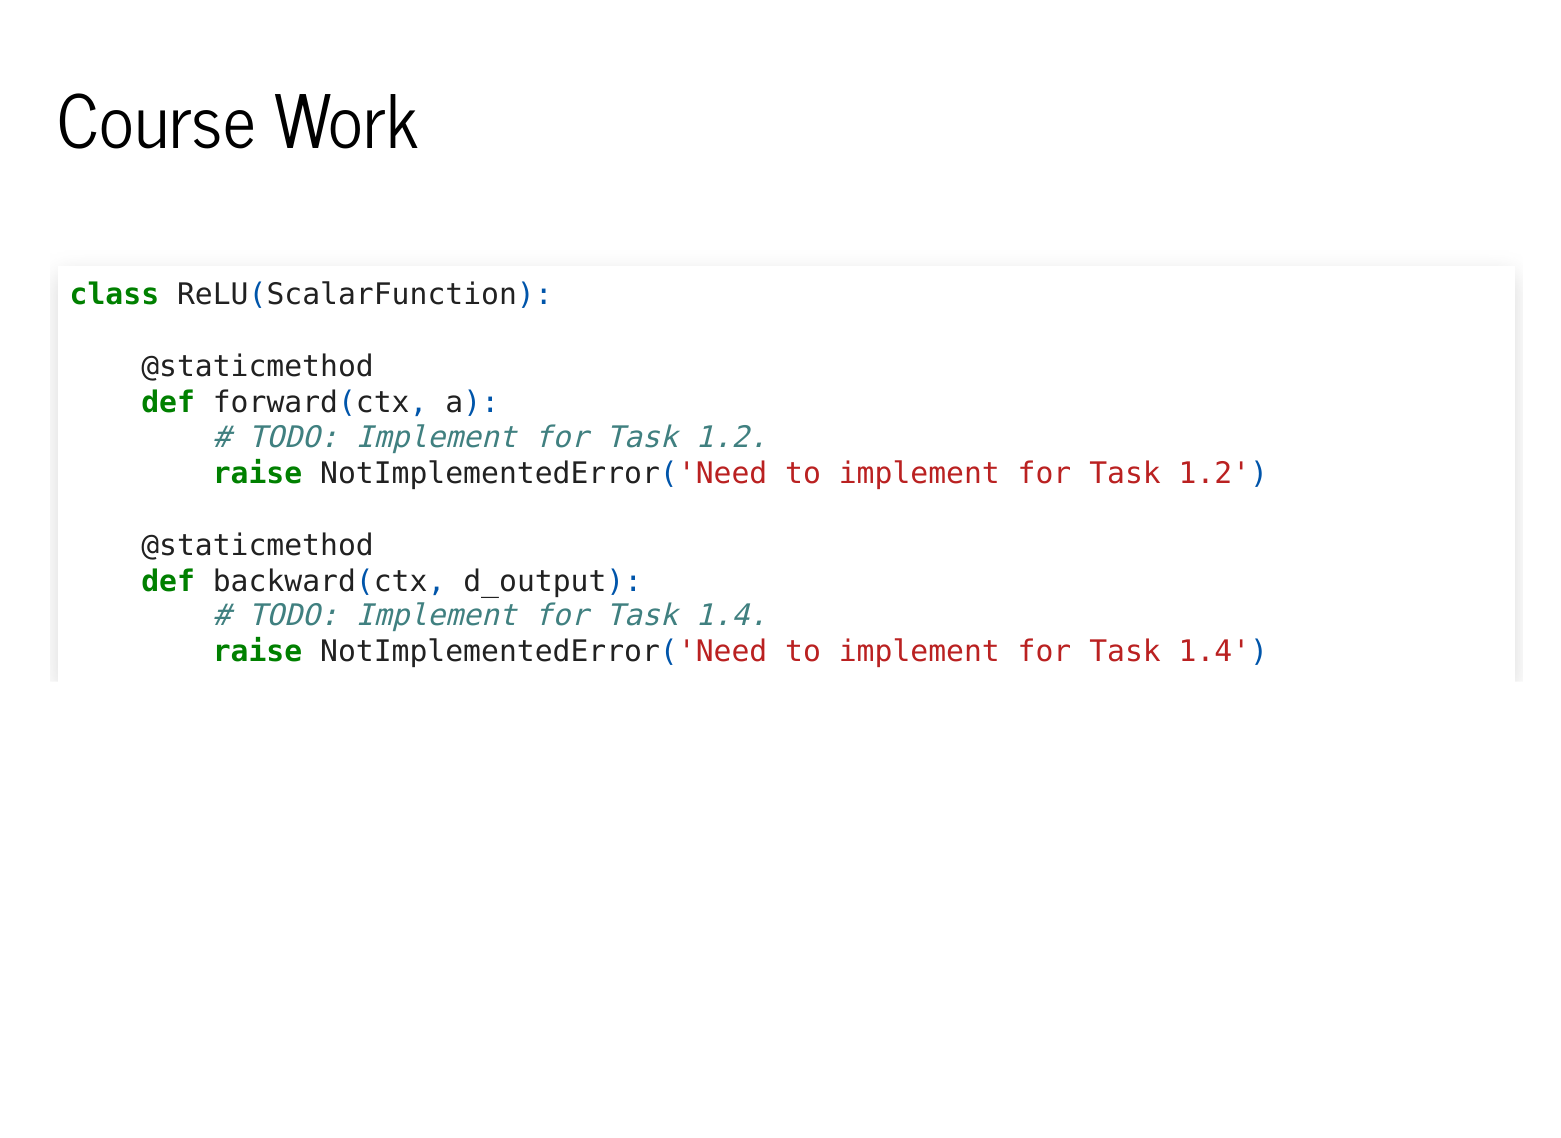 Course Work
class ReLU(ScalarFunction):
    @staticmethod
    def forward(ctx, a):
        # TODO: Implement for Task 1.2.
        raise NotImplementedError('Need to implement for Task 1.2')
    @staticmethod
    def backward(ctx, d_output):
        # TODO: Implement for Task 1.4.
        raise NotImplementedError('Need to implement for Task 1.4')